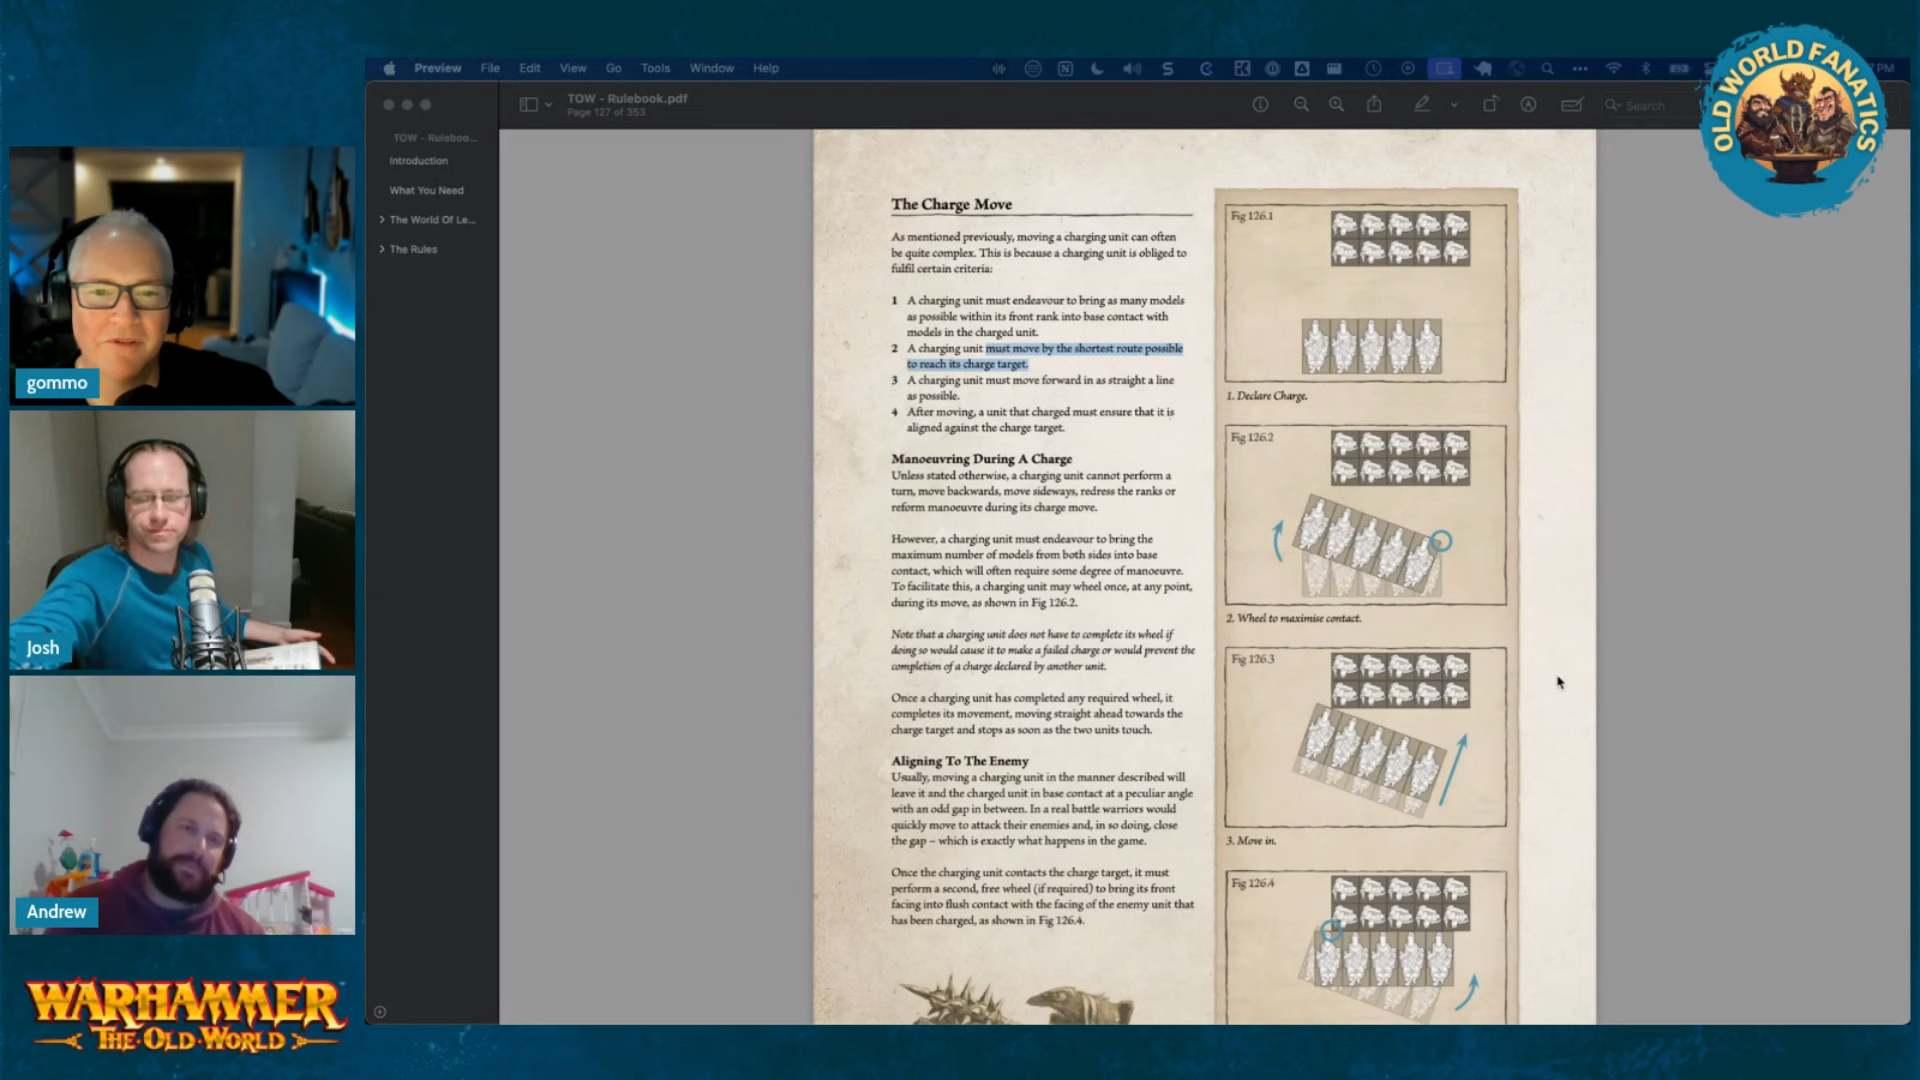 Preview File Edit View Go Tools Window Help
PM
TOW - Rulebook.pdf
Page 127 of 353
Search
TOW - Ruleboo...
Introduction
What You Need
The World Of Le...
The Rules
OLD WORLD FANATICS
gommo
Josh
Andrew
WARHAMMER
THE·OLD·WORLD
The Charge Move
As mentioned previously, moving a charging unit can often
be quite complex. This is because a charging unit is obliged to
fulfil certain criteria:
1 A charging unit must endeavour to bring as many models
as possible within its front rank into base contact with
models in the charged unit.
2 A charging unit must move by the shortest route possible
to reach its charge target.
3 A charging unit must move forward in as straight a line
as possible.
4 After moving, a unit that charged must ensure that it is
aligned against the charge target.
Manoeuvring During A Charge
Unless stated otherwise, a charging unit cannot perform a
turn, move backwards, move sideways, redress the ranks or
reform manoeuvre during its charge move.
However, a charging unit must endeavour to bring the
maximum number of models from both sides into base
contact, which will often require some degree of manoeuvre.
To facilitate this, a charging unit may wheel once, at any point,
during its move, as shown in Fig 126.2.
Note that a charging unit does not have to complete its wheel if
doing so would cause it to make a failed charge or would prevent the
completion of a charge declared by another unit.
Once a charging unit has completed any required wheel, it
completes its movement, moving straight ahead towards the
charge target and stops as soon as the two units touch.
Aligning To The Enemy
Usually, moving a charging unit in the manner described will
leave it and the charged unit in base contact at a peculiar angle
with an odd gap in between. In a real battle warriors would
quickly move to attack their enemies and, in so doing, close
the gap – which is exactly what happens in the game.
Once the charging unit contacts the charge target, it must
perform a second, free wheel (if required) to bring its front
facing into flush contact with the facing of the enemy unit that
has been charged, as shown in Fig 126.4.
Fig 126.1
1. Declare Charge.
Fig 126.2
2. Wheel to maximise contact.
Fig 126.3
3. Move in.
Fig 126.4